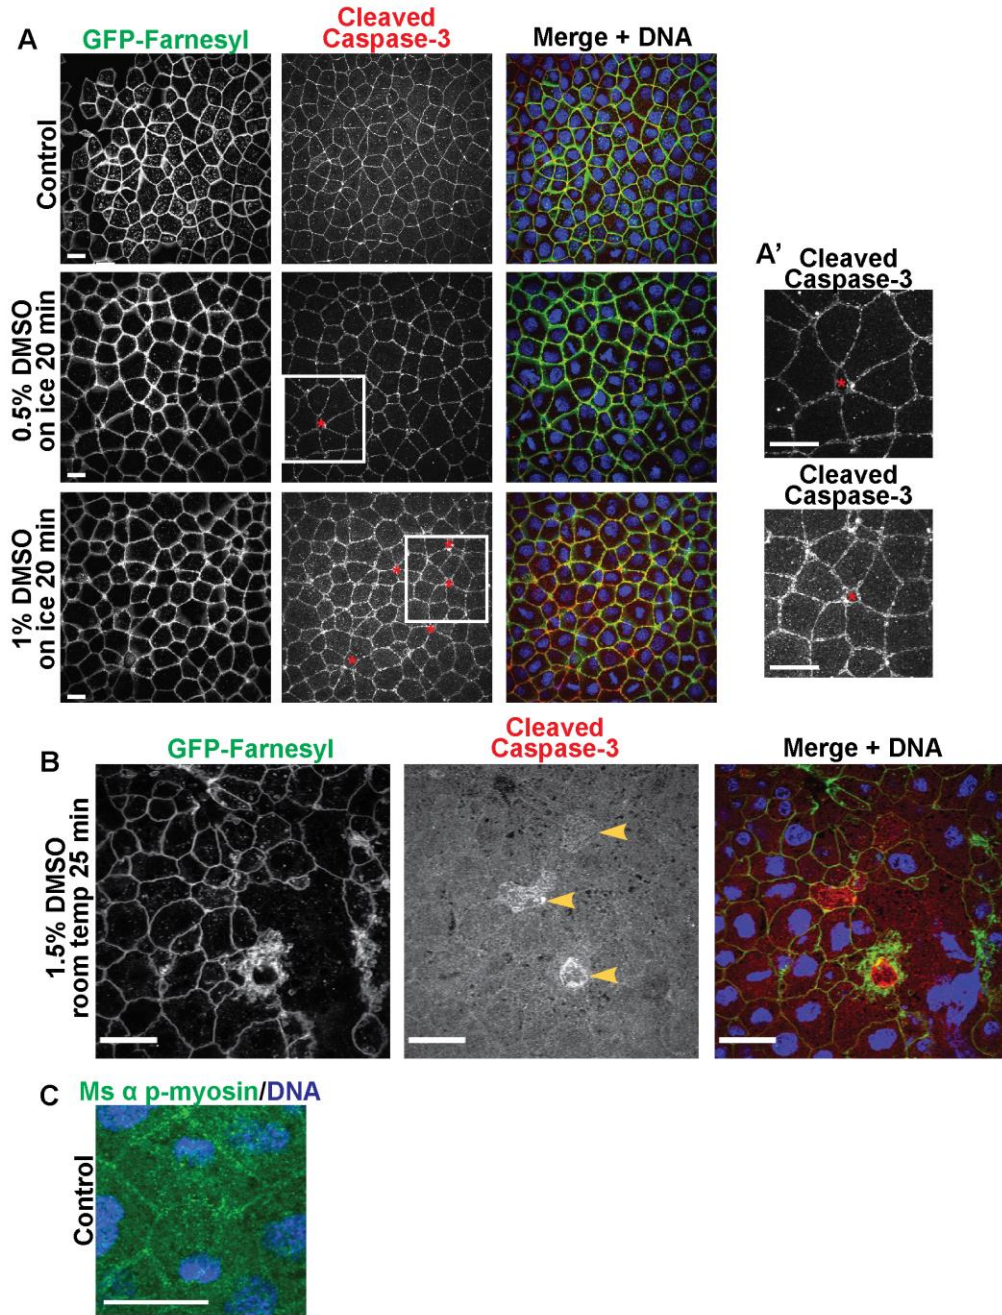 A
GFP-Farnesyl
Cleaved
Caspase-3
Merge + DNA
Control
0.5% DMSO
on ice 20 min
1% DMSO
on ice 20 min
A'
Cleaved
Caspase-3
Cleaved
Caspase-3
B
GFP-Farnesyl
Cleaved
Caspase-3
Merge + DNA
1.5% DMSO
room temp 25 min
C
Ms α p-myosin/DNA
Control